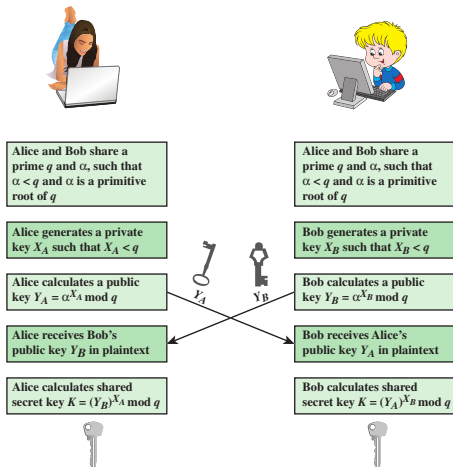 Alice and Bob share a
prime q and α, such that
α < q and α is a primitive
root of q
Alice generates a private
key X_A such that X_A < q
Alice calculates a public
key Y_A = α^{X_A} mod q
Alice receives Bob's
public key Y_B in plaintext
Alice calculates shared
secret key K = (Y_B)^{X_A} mod q
Y_A
Y_B
Alice and Bob share a
prime q and α, such that
α < q and α is a primitive
root of q
Bob generates a private
key X_B such that X_B < q
Bob calculates a public
key Y_B = α^{X_B} mod q
Bob receives Alice's
public key Y_A in plaintext
Bob calculates shared
secret key K = (Y_A)^{X_B} mod q